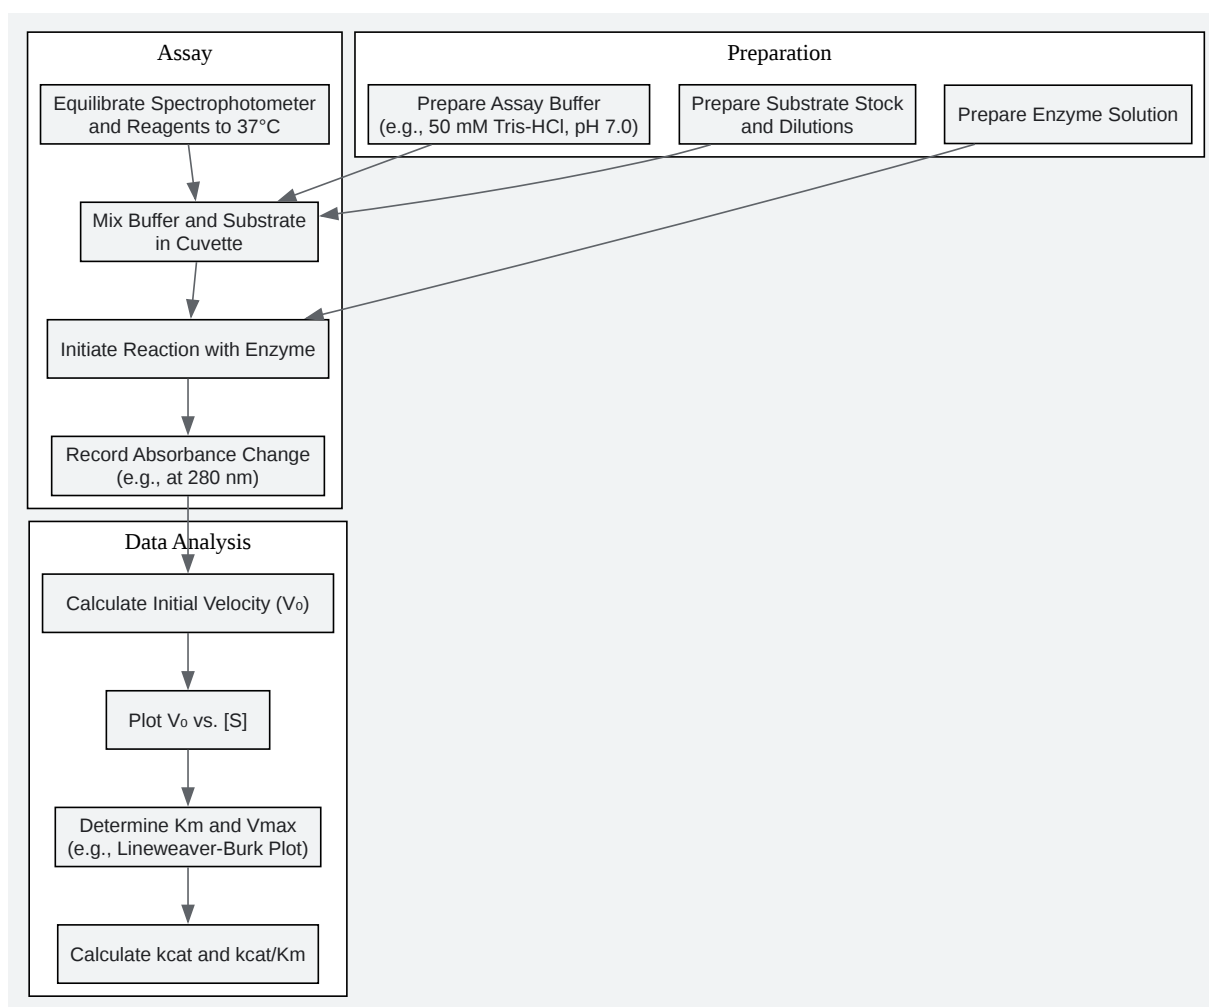 Assay
Equilibrate Spectrophotometer
and Reagents to 37°C
Mix Buffer and Substrate
in Cuvette
Initiate Reaction with Enzyme
Record Absorbance Change
(e.g., at 280 nm)
Preparation
Prepare Assay Buffer
(e.g., 50 mM Tris-HCl, pH 7.0)
Prepare Substrate Stock
and Dilutions
Prepare Enzyme Solution
Data Analysis
Calculate Initial Velocity (V₀)
Plot V₀ vs. [S]
Determine Km and Vmax
(e.g., Lineweaver-Burk Plot)
Calculate kcat and kcat/Km